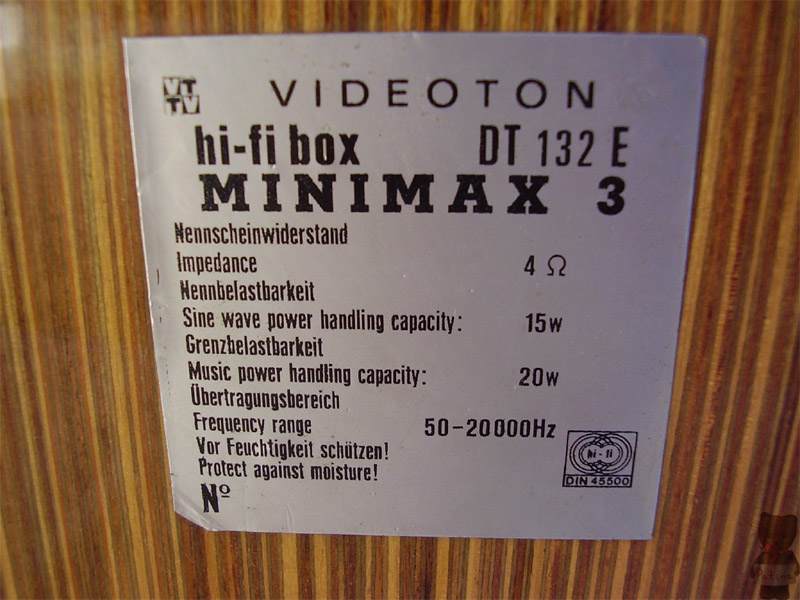 VT
TV
VIDEOTON
hi-fi box DT 132 E
MINIMAX 3
Nennscheinwiderstand
Impedance 4 Ω
Nennbelastbarkeit
Sine wave power handling capacity: 15w
Grenzbelastbarkeit
Music power handling capacity: 20w
Übertragungsbereich
Frequency range 50-20000Hz
Vor Feuchtigkeit schützen!
Protect against moisture!
Nº
hi-fi
DIN 45500